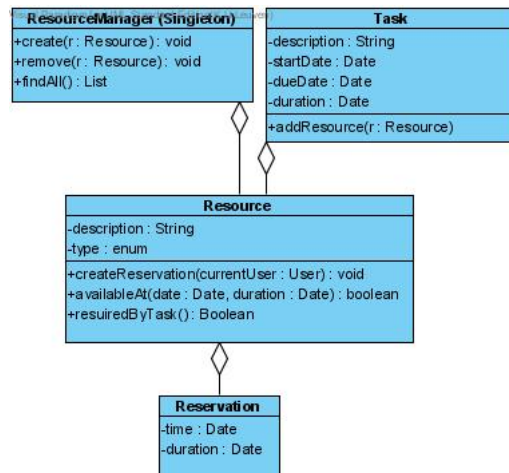 ResourceManager (Singleton)
+create(r : Resource) : void
+remove(r : Resource) : void
+findAll() : List
Task
-description : String
-startDate : Date
-dueDate : Date
-duration : Date
+addResource(r : Resource)
Resource
-description : String
-type : enum
+createReservation(currentUser : User) : void
+availableAt(date : Date, duration : Date) : boolean
+resuiredByTask() : Boolean
Reservation
-time : Date
-duration : Date